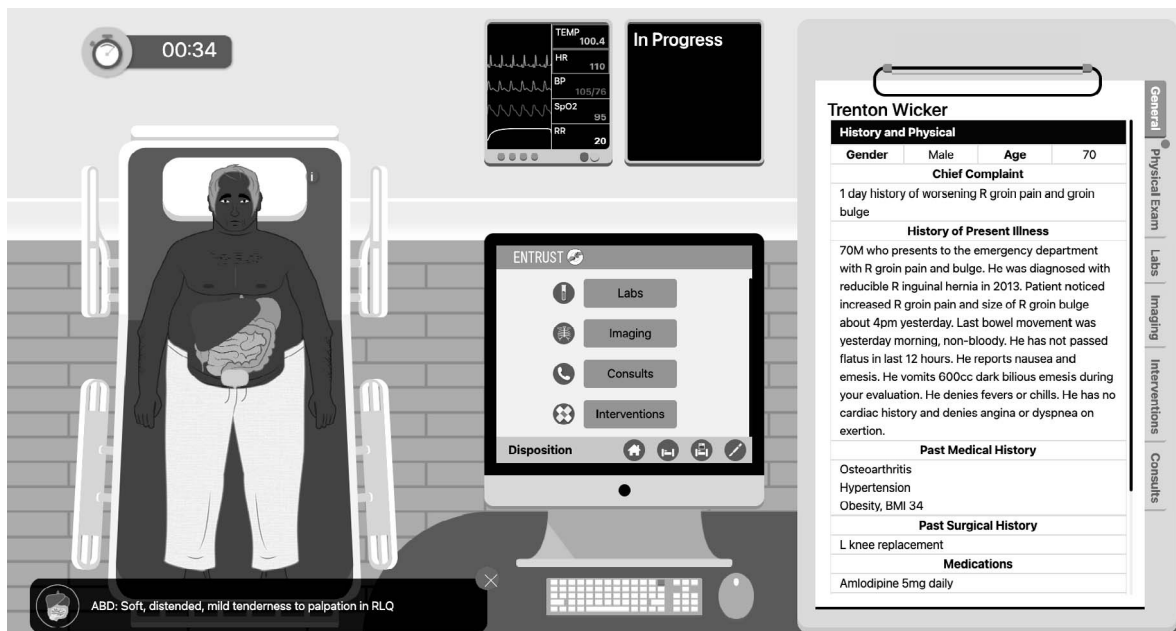 00:34
TEMP
100.4
HR
110
BP
105/76
SpO2
95
RR
20
In Progress
i
ENTRUST
Labs
Imaging
Consults
Interventions
Disposition
ABD: Soft, distended, mild tenderness to palpation in RLQ
Trenton Wicker
History and Physical
Gender Male Age 70
Chief Complaint
1 day history of worsening R groin pain and groin
bulge
History of Present Illness
70M who presents to the emergency department
with R groin pain and bulge. He was diagnosed with
reducible R inguinal hernia in 2013. Patient noticed
increased R groin pain and size of R groin bulge
about 4pm yesterday. Last bowel movement was
yesterday morning, non-bloody. He has not passed
flatus in last 12 hours. He reports nausea and
emesis. He vomits 600cc dark bilious emesis during
your evaluation. He denies fevers or chills. He has no
cardiac history and denies angina or dyspnea on
exertion.
Past Medical History
Osteoarthritis
Hypertension
Obesity, BMI 34
Past Surgical History
L knee replacement
Medications
Amlodipine 5mg daily
General
Physical Exam
Labs
Imaging
Interventions
Consults